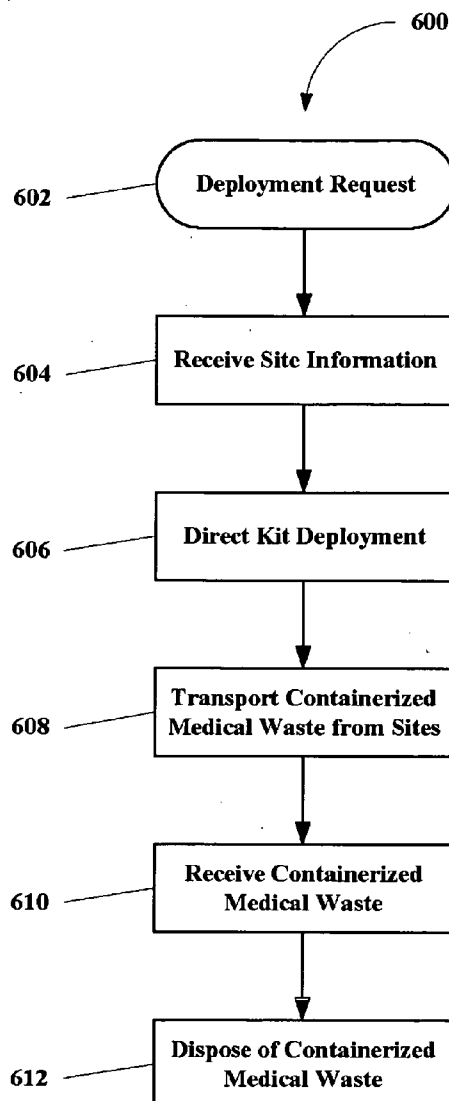 600
602
Deployment Request
604
Receive Site Information
606
Direct Kit Deployment
608
Transport Containerized
Medical Waste from Sites
610
Receive Containerized
Medical Waste
612
Dispose of Containerized
Medical Waste